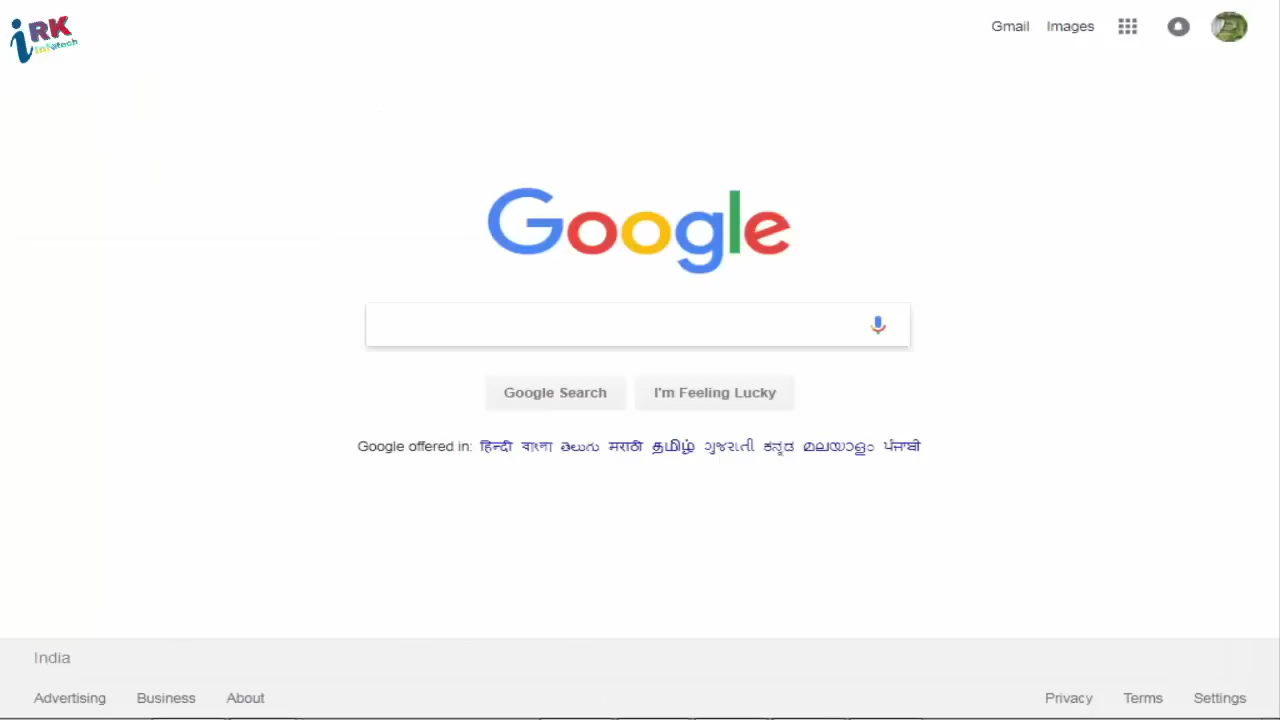 iRK
Infotech
Gmail Images
Google
Google Search I'm Feeling Lucky
Google offered in: हिन्दी বাংলা తెలుగు मराठी தமிழ் ગુજરાતી ಕನ್ನಡ മലയാളം ਪੰਜਾਬੀ
India
Advertising Business About Privacy Terms Settings